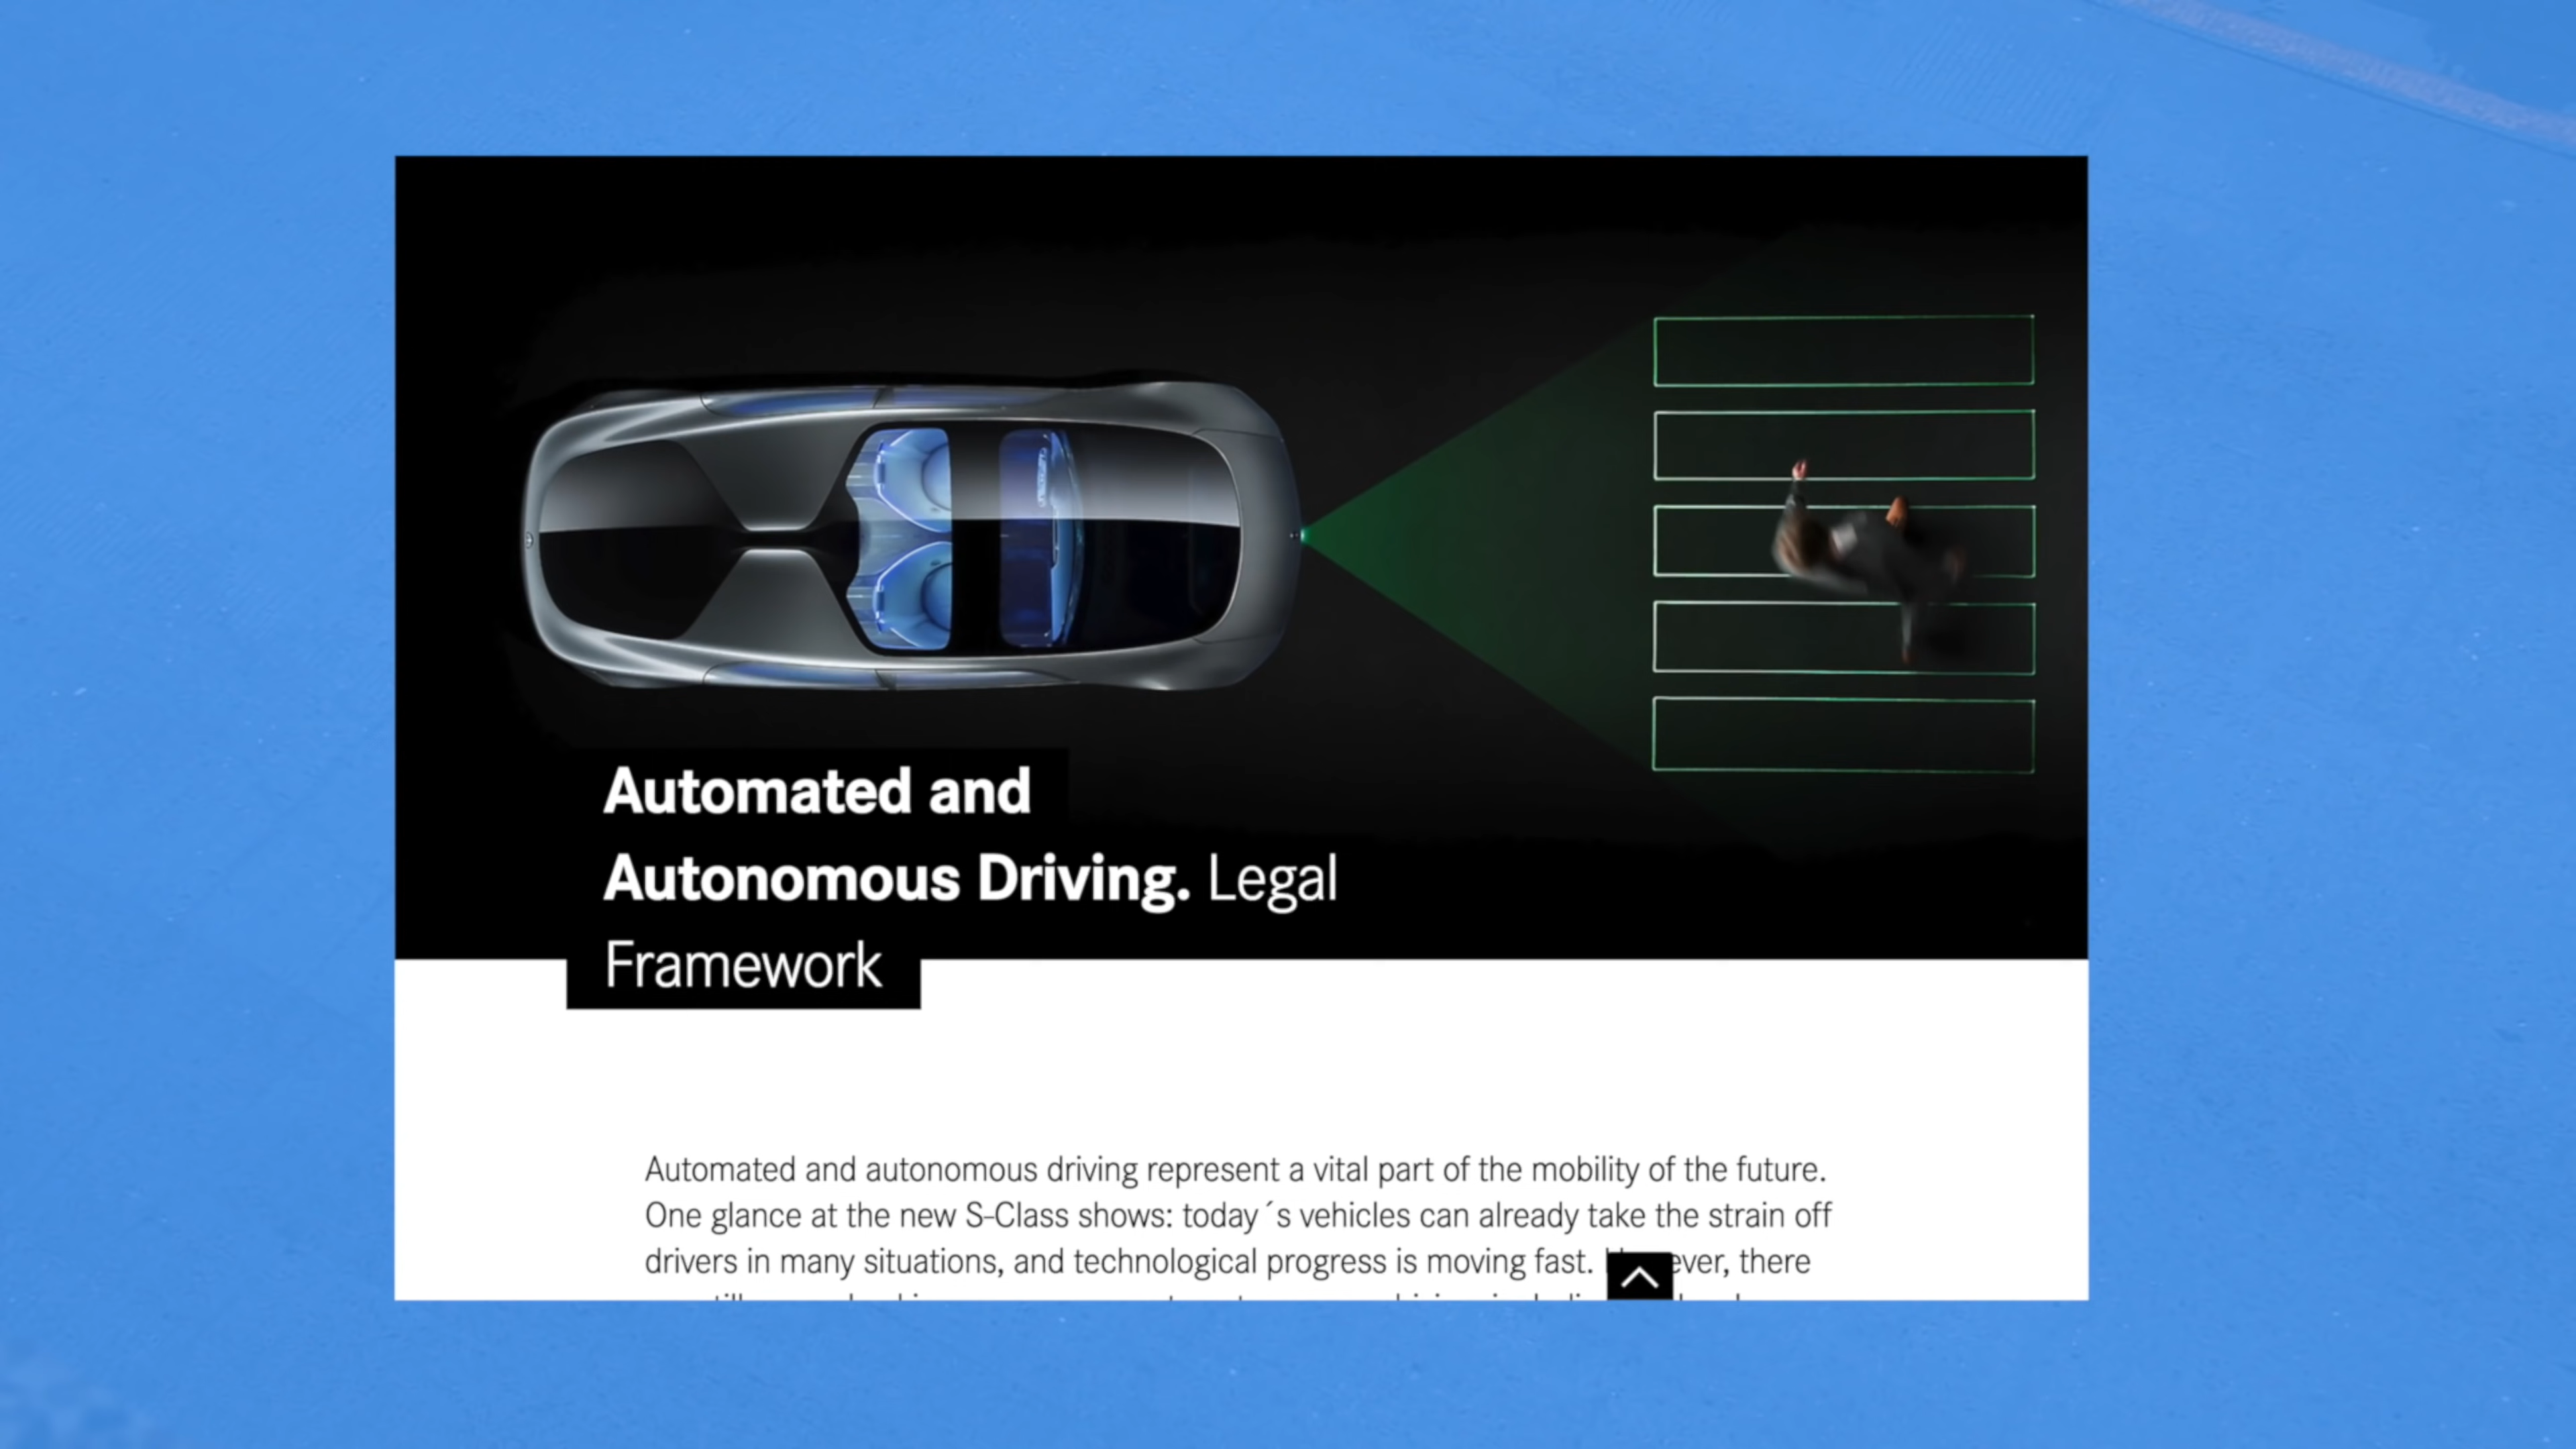 Automated and
Autonomous Driving. Legal
Framework
Automated and autonomous driving represent a vital part of the mobility of the future.
One glance at the new S-Class shows: today´s vehicles can already take the strain off
drivers in many situations, and technological progress is moving fast. there